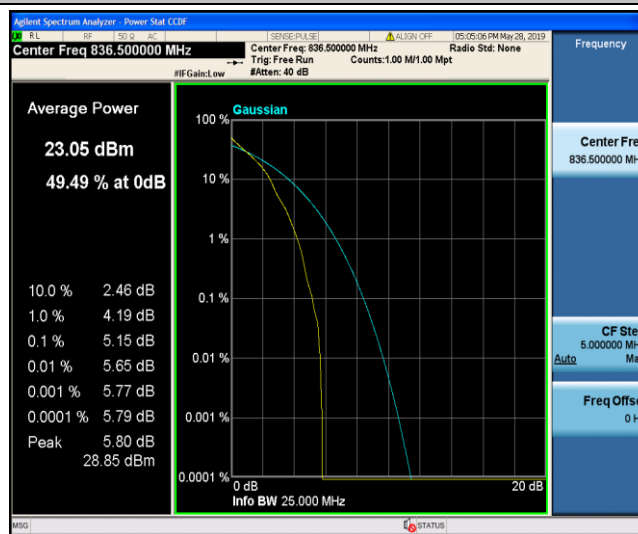 Agilent Spectrum Analyzer - Power Stat CCDF
RL RF 50 Ω AC SENSE:PULSE ALIGN OFF 05:05:06 PM May 28, 2019
Center Freq 836.500000 MHz
Center Freq: 836.500000 MHz Radio Std: None
Trig: Free Run Counts:1.00 M/1.00 Mpt
#IFGain:Low #Atten: 40 dB
Frequency
Average Power
23.05 dBm
49.49 % at 0dB
10.0 % 2.46 dB
1.0 % 4.19 dB
0.1 % 5.15 dB
0.01 % 5.65 dB
0.001 % 5.77 dB
0.0001 % 5.79 dB
Peak 5.80 dB
28.85 dBm
Gaussian
100 %
10 %
1 %
0.1 %
0.01 %
0.001 %
0.0001 %
0 dB 20 dB
Info BW 25.000 MHz
Center Fre
836.500000 MH
CF Ste
5.000000 MH
Auto Ma
Freq Offse
0 H
MSG STATUS